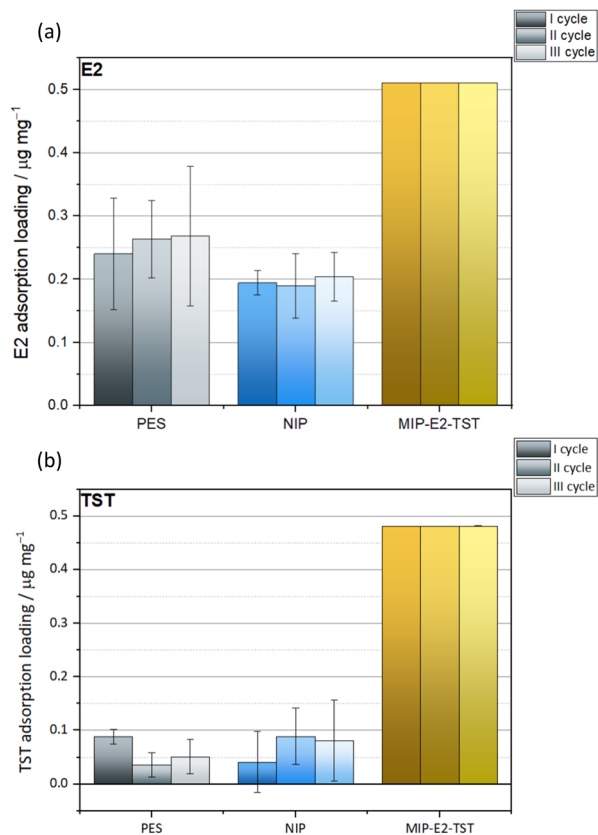 (a)
I cycle
II cycle
III cycle
E2
E2 adsorption loading / μg mg⁻¹
0.5
0.4
0.3
0.2
0.1
0.0
PES NIP MIP-E2-TST
(b)
I cycle
II cycle
III cycle
TST
TST adsorption loading / μg mg⁻¹
0.5
0.4
0.3
0.2
0.1
0.0
PES NIP MIP-E2-TST